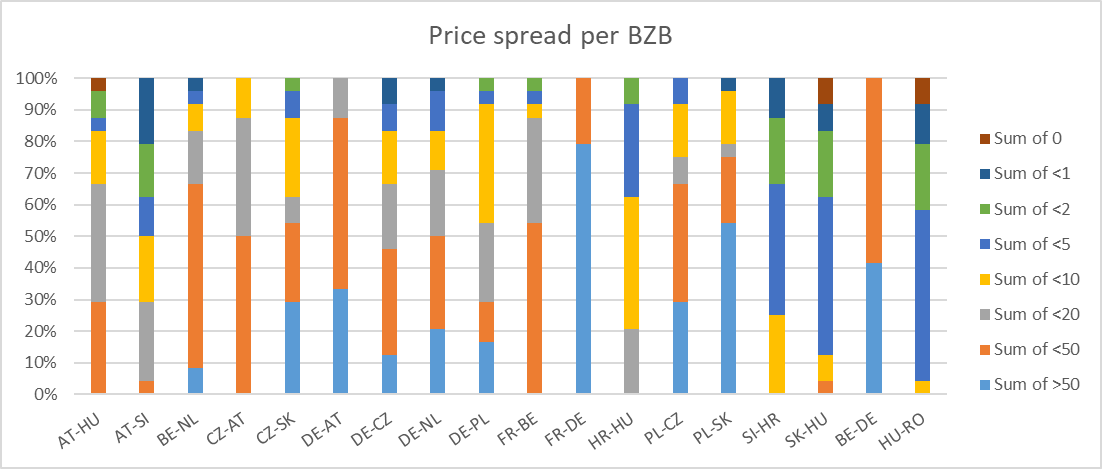 Price spread per BZB
100%
90%
80%
70%
60%
50%
40%
30%
20%
10%
0%
AT-HU
AT-SI
BE-NL
CZ-AT
CZ-SK
DE-AT
DE-CZ
DE-NL
DE-PL
FR-BE
FR-DE
HR-HU
PL-CZ
PL-SK
SI-HR
SK-HU
BE-DE
HU-RO
Sum of 0
Sum of <1
Sum of <2
Sum of <5
Sum of <10
Sum of <20
Sum of <50
Sum of >50